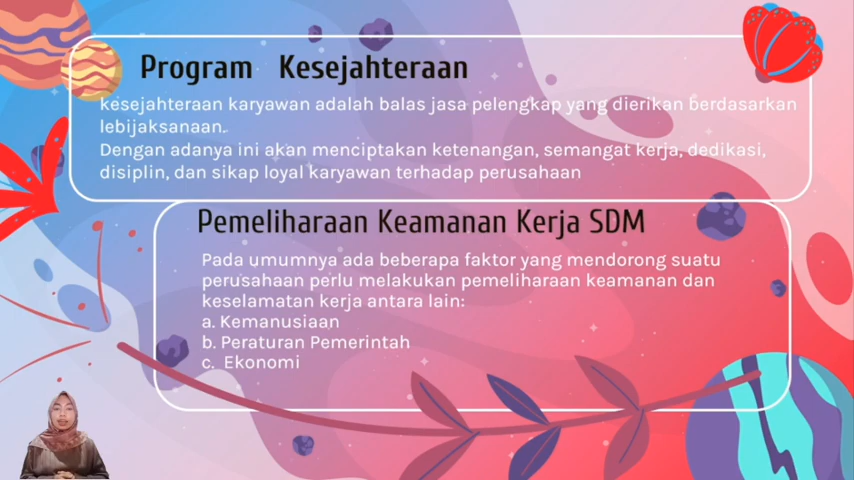 Program Kesejahteraan
kesejahteraan karyawan adalah balas jasa pelengkap yang dierikan berdasarkan
lebijaksanaan.
Dengan adanya ini akan menciptakan ketenangan, semangat kerja, dedikasi,
disiplin, dan sikap loyal karyawan terhadap perusahaan
Pemeliharaan Keamanan Kerja SDM
Pada umumnya ada beberapa faktor yang mendorong suatu
perusahaan perlu melakukan pemeliharaan keamanan dan
keselamatan kerja antara lain:
a. Kemanusiaan
b. Peraturan Pemerintah
c. Ekonomi